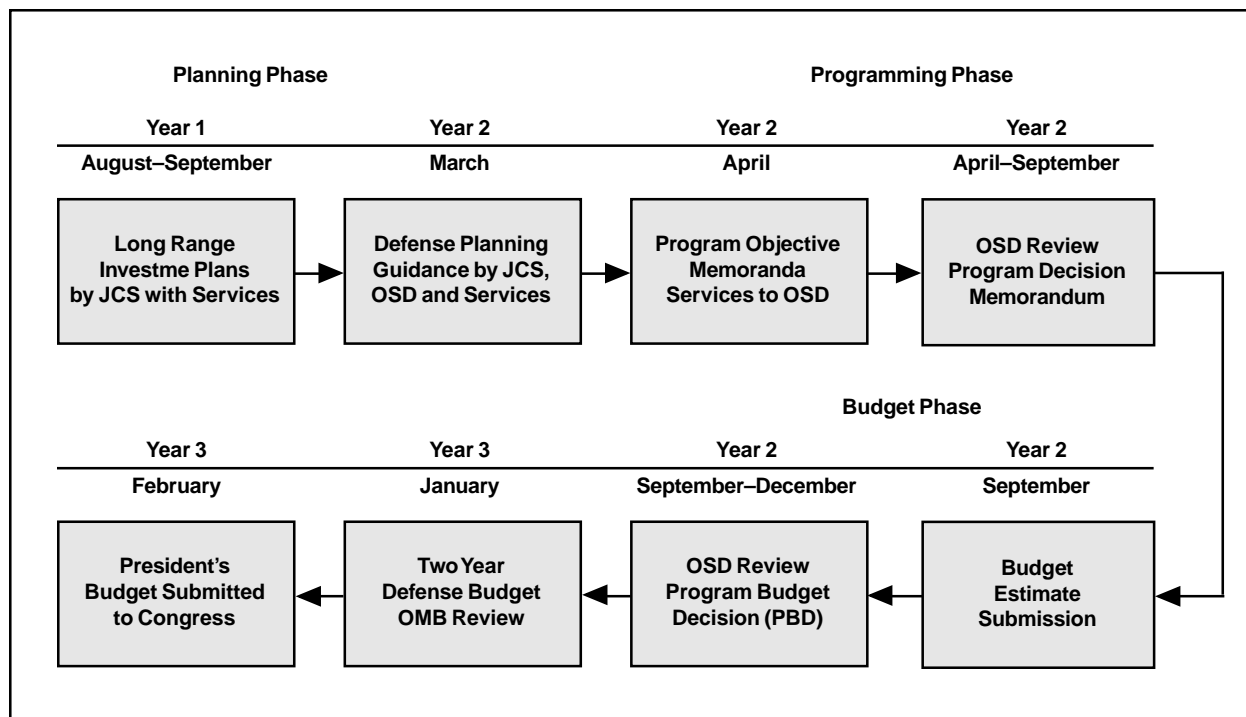 Planning Phase
Programming Phase
Year 1
Year 2
Year 2
Year 2
August–September
March
April
April–September
Long Range
Investme Plans
by JCS with Services
Defense Planning
Guidance by JCS,
OSD and Services
Program Objective
Memoranda
Services to OSD
OSD Review
Program Decision
Memorandum
Budget Phase
Year 3
Year 3
Year 2
Year 2
February
January
September–December
September
President’s
Budget Submitted
to Congress
Two Year
Defense Budget
OMB Review
OSD Review
Program Budget
Decision (PBD)
Budget
Estimate
Submission